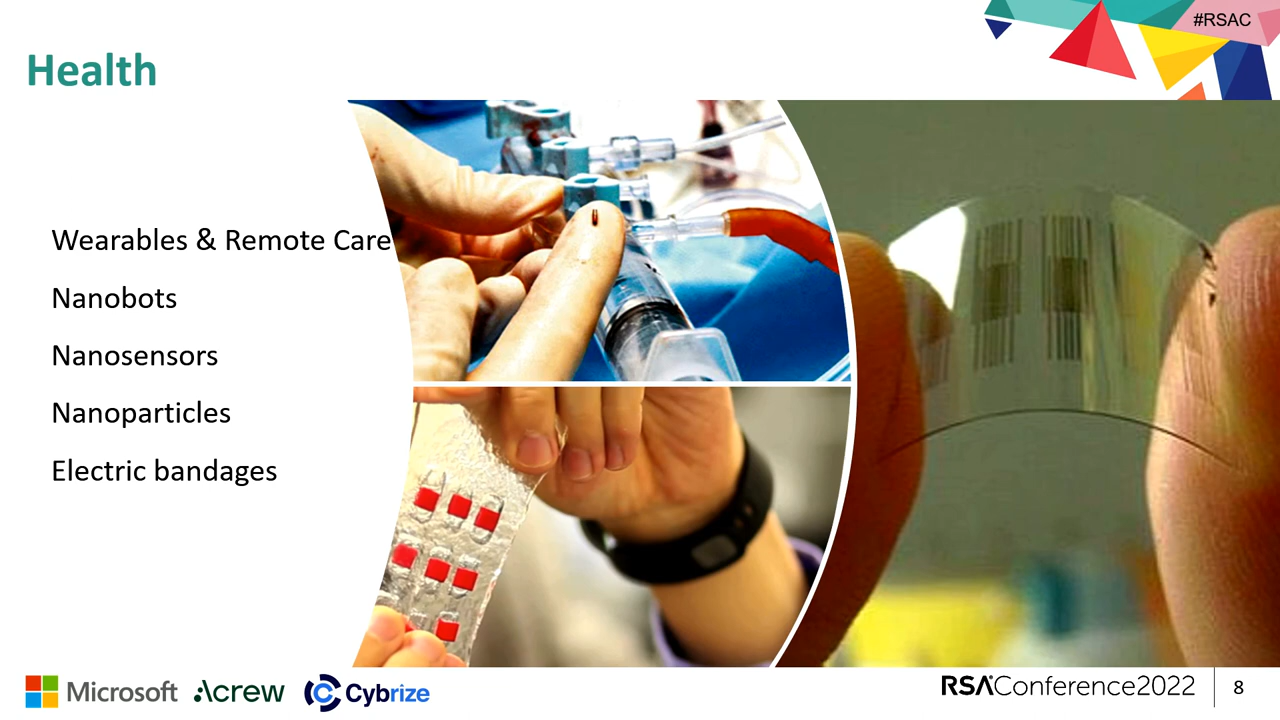 #RSAC
Health
Wearables & Remote Care
Nanobots
Nanosensors
Nanoparticles
Electric bandages
Microsoft Acrew Cybrize
RSAConference2022 8